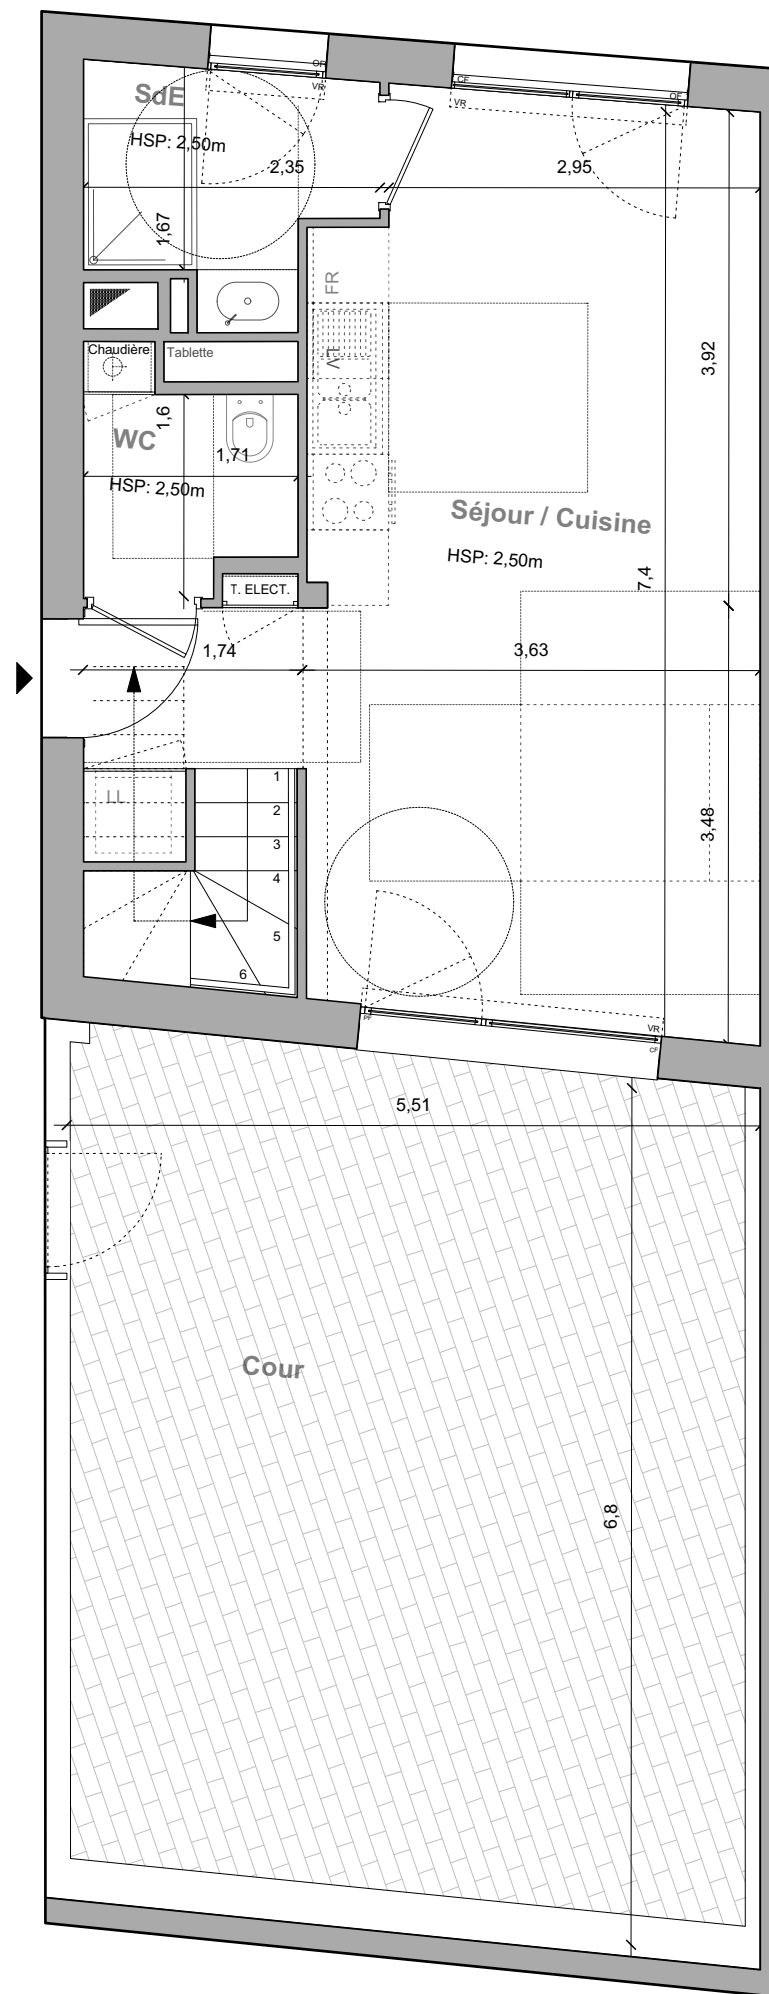 OF
VR
CF
OF
VR
SdE
HSP: 2,50m
2,35
2,95
1,67
FR
LV
3,92
Chaudière
Tablette
1,6
WC
1,71
HSP: 2,50m
Séjour / Cuisine
HSP: 2,50m
7,4
T. ELECT.
1,74
3,63
LL
1
2
3
4
5
6
3,48
PF
VR
CF
5,51
Cour
6,8